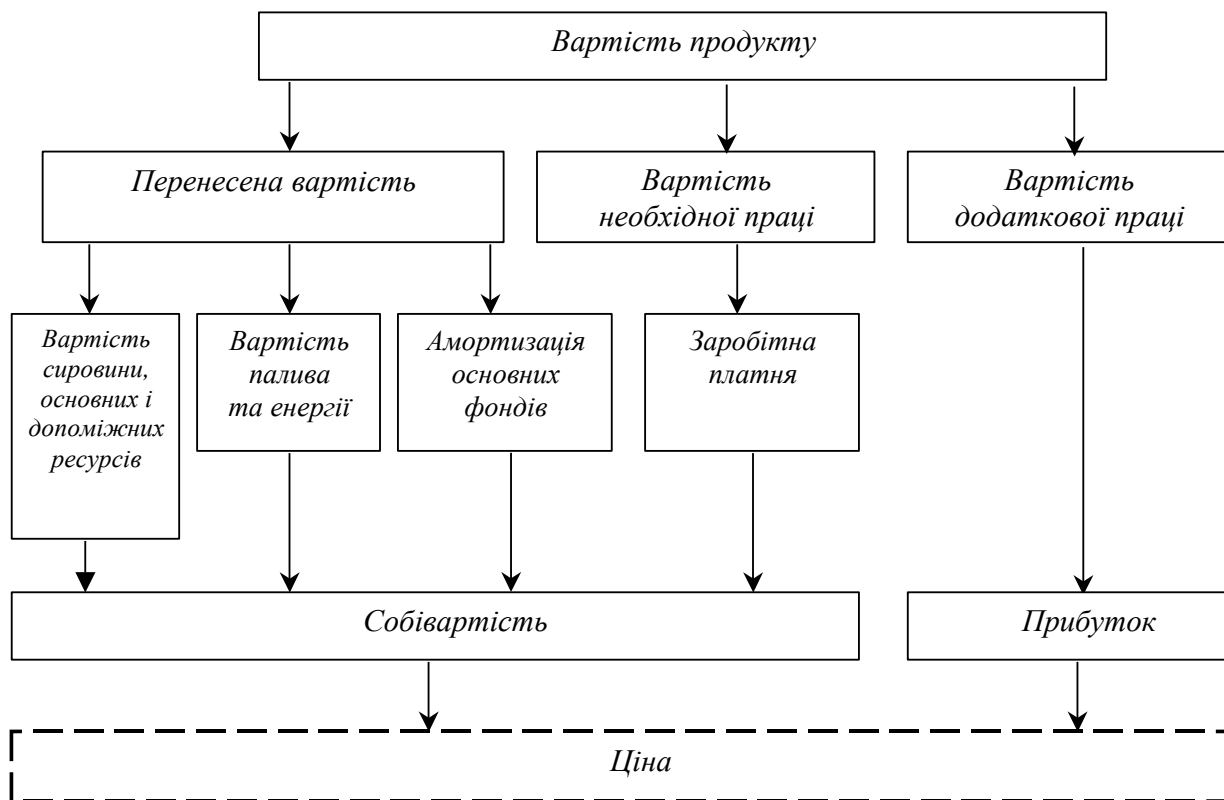 Вартість продукту
Перенесена вартість
Вартість
необхідної праці
Вартість
додаткової праці
Вартість
сировини,
основних і
допоміжних
ресурсів
Вартість
палива
та енергії
Амортизація
основних
фондів
Заробітна
платня
Собівартість
Прибуток
Ціна